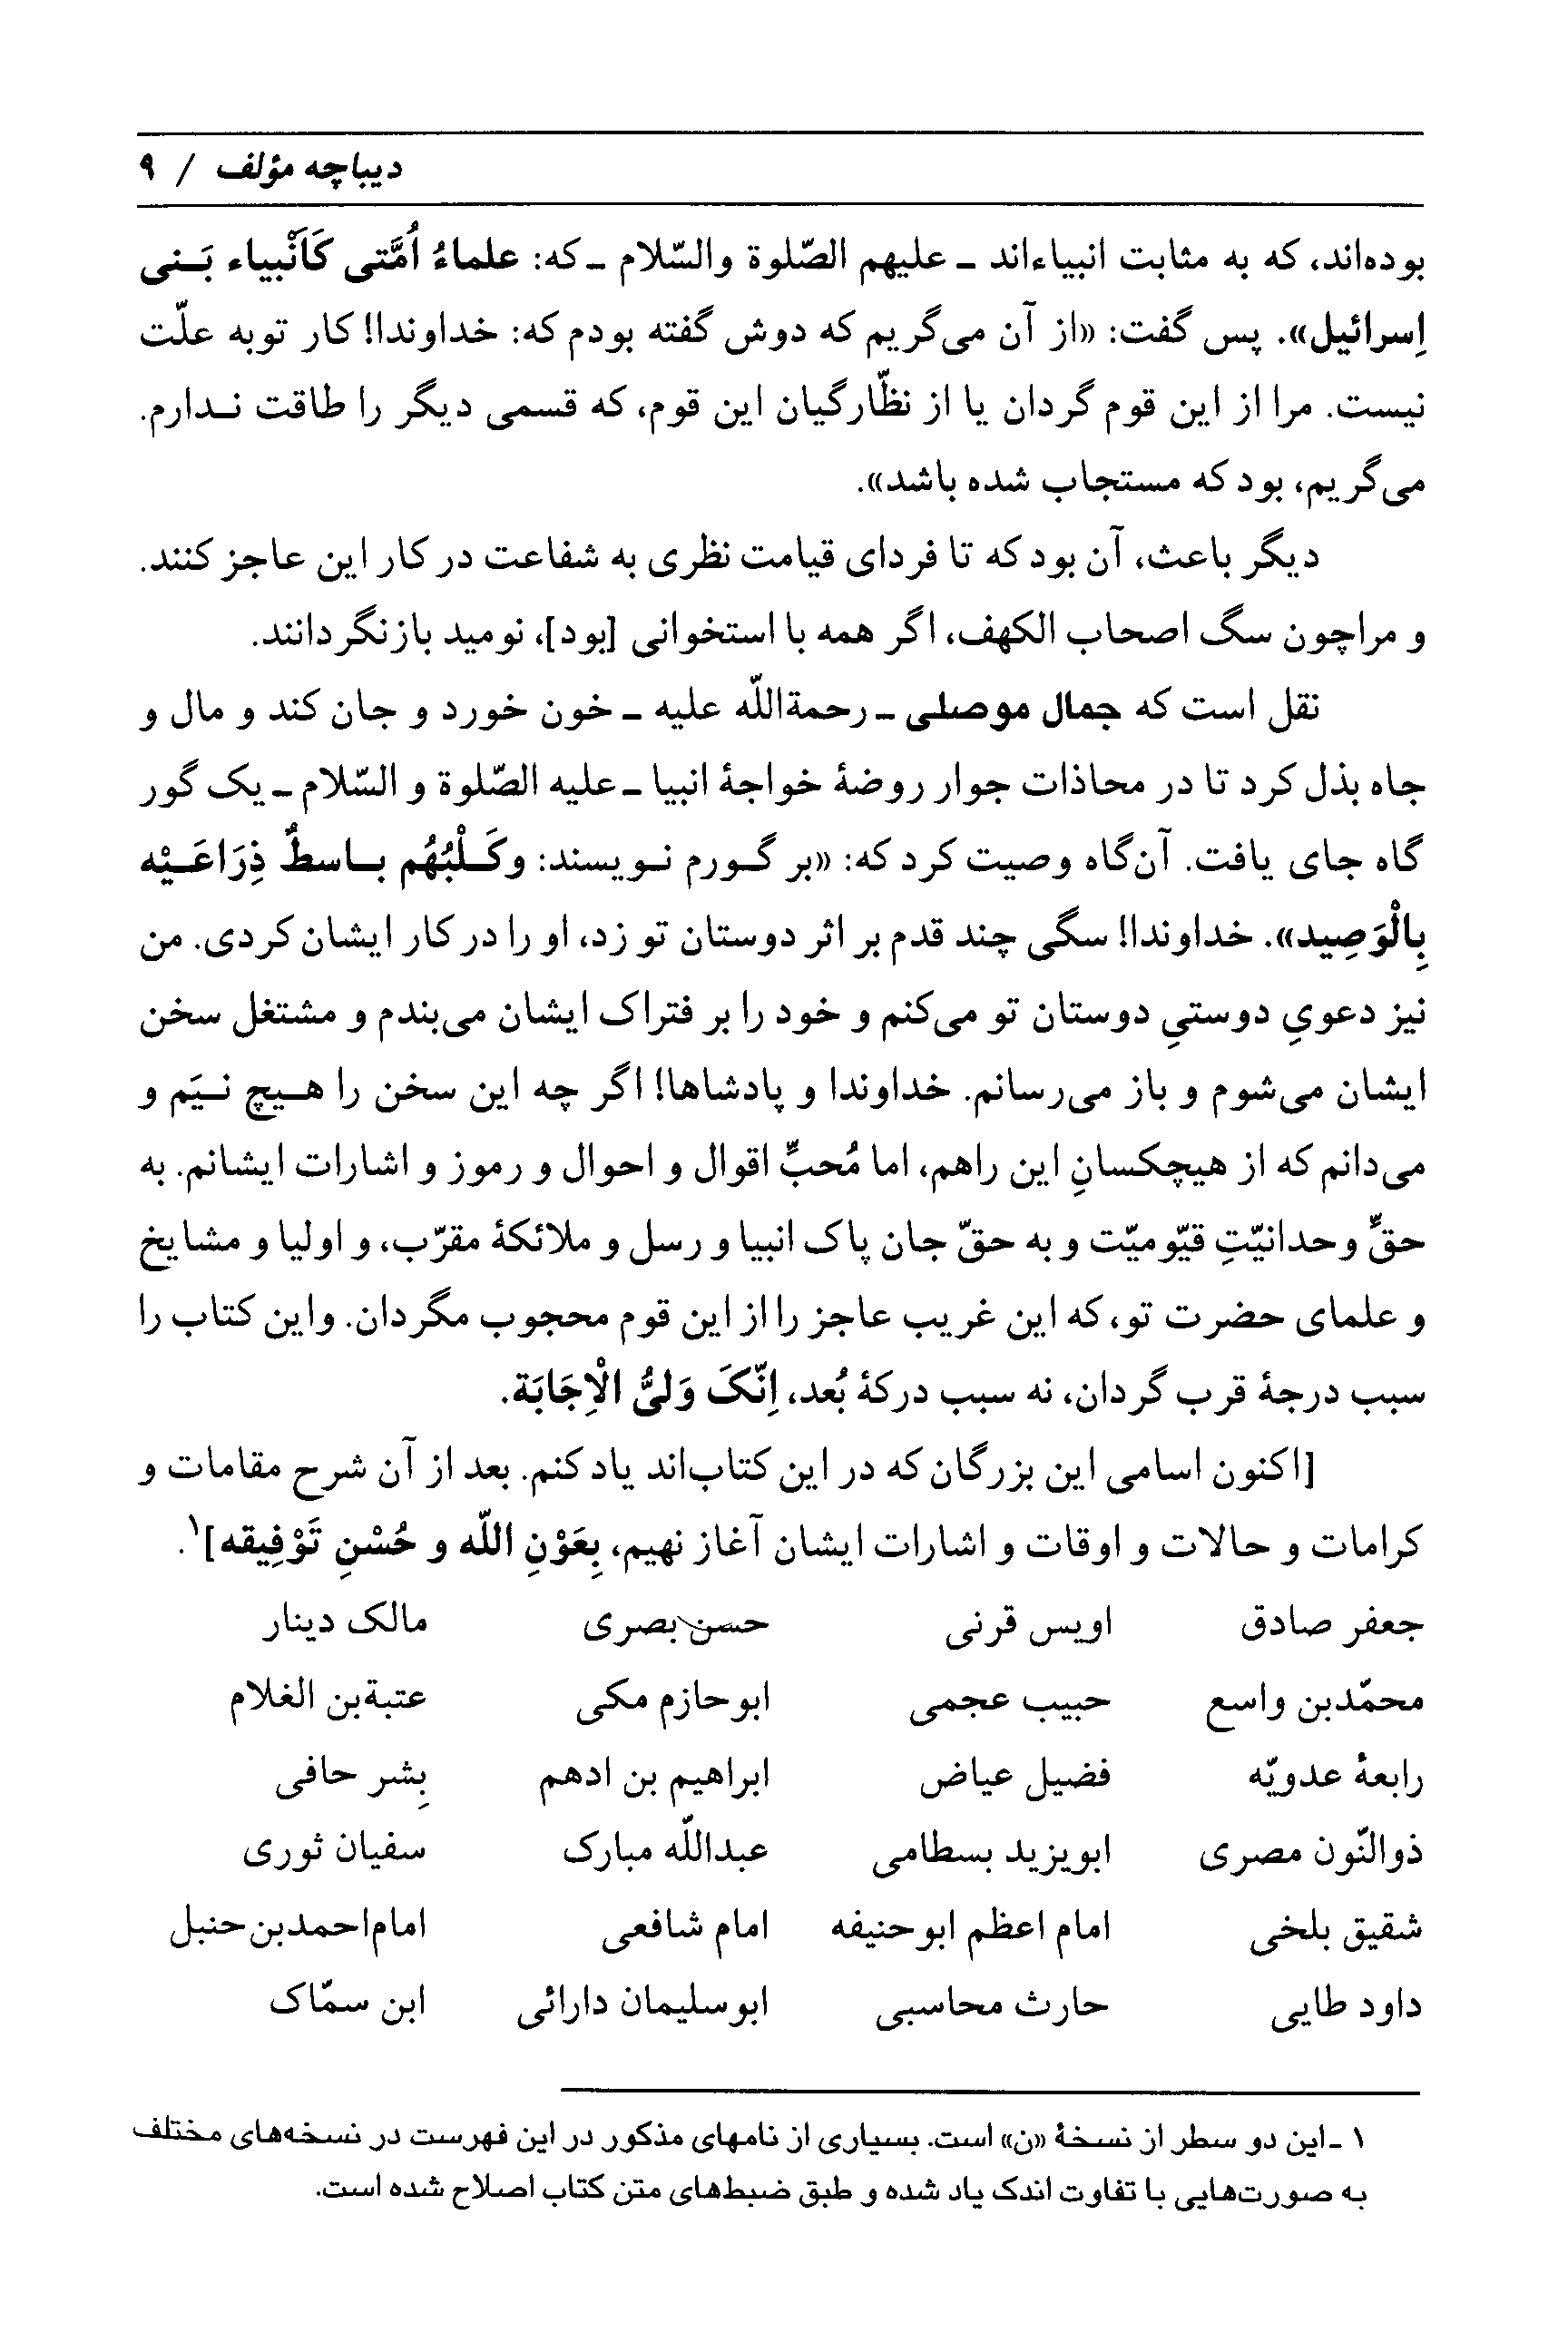 دیباچه مؤلف / ۹
بوده‌اند، که به مثابت انبیاءاند ـ علیهم الصّلوة والسّلام ـ که: علماءُ اُمَّتی کَأَنْبیاء بَـنی
اِسرائیل». پس گفت: «از آن می‌گریم که دوش گفته بودم که: خداوندا! کار تو به علّت
نیست. مرا از این قوم گردان یا از نظّارگیان این قوم، که قسمی دیگر را طاقت نـدارم.
می‌گریم، بود که مستجاب شده باشد».
دیگر باعث، آن بود که تا فردای قیامت نظری به شفاعت در کار این عاجز کنند.
و مرا چون سگ اصحاب الکهف، اگر همه با استخوانی [بود]، نومید بازنگردانند.
نقل است که جمال موصلی ـ رحمةاللّه علیه ـ خون خورد و جان کند و مال و
جاه بذل کرد تا در محاذات جوار روضهٔ خواجهٔ انبیا ـ علیه الصّلوة و السّلام ـ یک گور
گاه جای یافت. آن‌گاه وصیت کرد که: «بر گـورم نـویسند: وکَـلْبُهُم بـاسطٌ ذِرَاعَـیْه
بِالْوَصِید». خداوندا! سگی چند قدم بر اثر دوستان تو زد، او را در کار ایشان کردی. من
نیز دعویِ دوستیِ دوستان تو می‌کنم و خود را بر فتراک ایشان می‌بندم و مشتغل سخن
ایشان می‌شوم و باز می‌رسانم. خداوندا و پادشاها! اگر چه این سخن را هـیچ نـیَم و
می‌دانم که از هیچکسانِ این راهم، اما مُحبِّ اقوال و احوال و رموز و اشارات ایشانم. به
حقِّ وحدانیّتِ قیّومیّت و به حقّ جان پاک انبیا و رسل و ملائکهٔ مقرّب، و اولیا و مشایخ
و علمای حضرت تو، که این غریب عاجز را از این قوم محجوب مگردان. واین کتاب را
سبب درجهٔ قرب گردان، نه سبب درکهٔ بُعد، اِنّکَ وَلیُّ الْاِجَابَة.
[اکنون اسامی این بزرگان که در این کتاب‌اند یاد کنم. بعد از آن شرح مقامات و
کرامات و حالات و اوقات و اشارات ایشان آغاز نهیم، بِعَوْنِ اللّه و حُسْنِ تَوْفِیقه]۱.
جعفر صادق اویس قرنی حسن بصری مالک دینار
محمّدبن واسع حبیب عجمی ابوحازم مکی عتبةبن الغلام
رابعهٔ عدویّه فضیل عیاض ابراهیم بن ادهم بِشر حافی
ذوالنّون مصری ابویزید بسطامی عبداللّه مبارک سفیان ثوری
شقیق بلخی امام اعظم ابوحنیفه امام شافعی امام‌احمدبن‌حنبل
داود طایی حارث محاسبی ابوسلیمان دارائی ابن سمّاک
۱ ـ این دو سطر از نسخهٔ «ن» است. بسیاری از نامهای مذکور در این فهرست در نسخه‌های مختلف
به صورت‌هایی با تفاوت اندک یاد شده و طبق ضبط‌های متن کتاب اصلاح شده است.